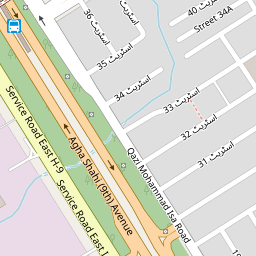 اسٹریٹ 36
اسٹریٹ 40
Street 34A
اسٹریٹ 35
اسٹریٹ 34
اسٹریٹ 33
اسٹریٹ 32
اسٹریٹ 31
Service Road East H-9
Agha Shahi (9th) Avenue
Qazi Mohammad Isa Road
Service Road East